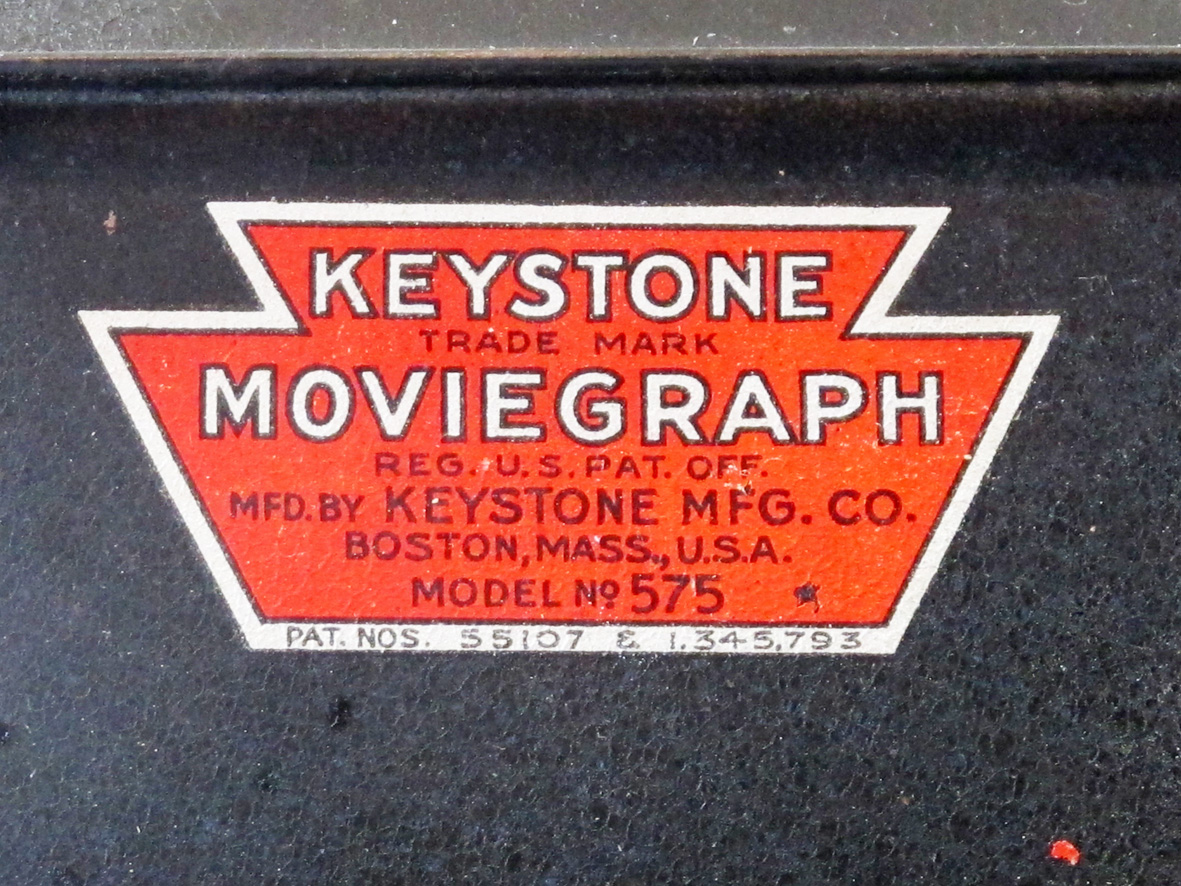 KEYSTONE
TRADE MARK
MOVIEGRAPH
REG. U.S. PAT. OFF.
MFD. BY KEYSTONE MFG. CO.
BOSTON, MASS., U.S.A.
MODEL Nº 575
PAT. NOS. 55107 & 1,345,793